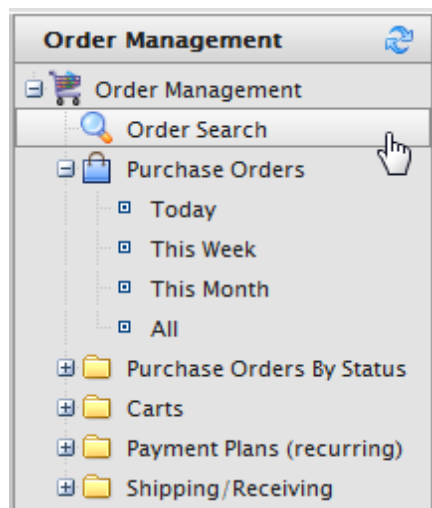 Order Management
Order Management
Order Search
Purchase Orders
Today
This Week
This Month
All
Purchase Orders By Status
Carts
Payment Plans (recurring)
Shipping/Receiving